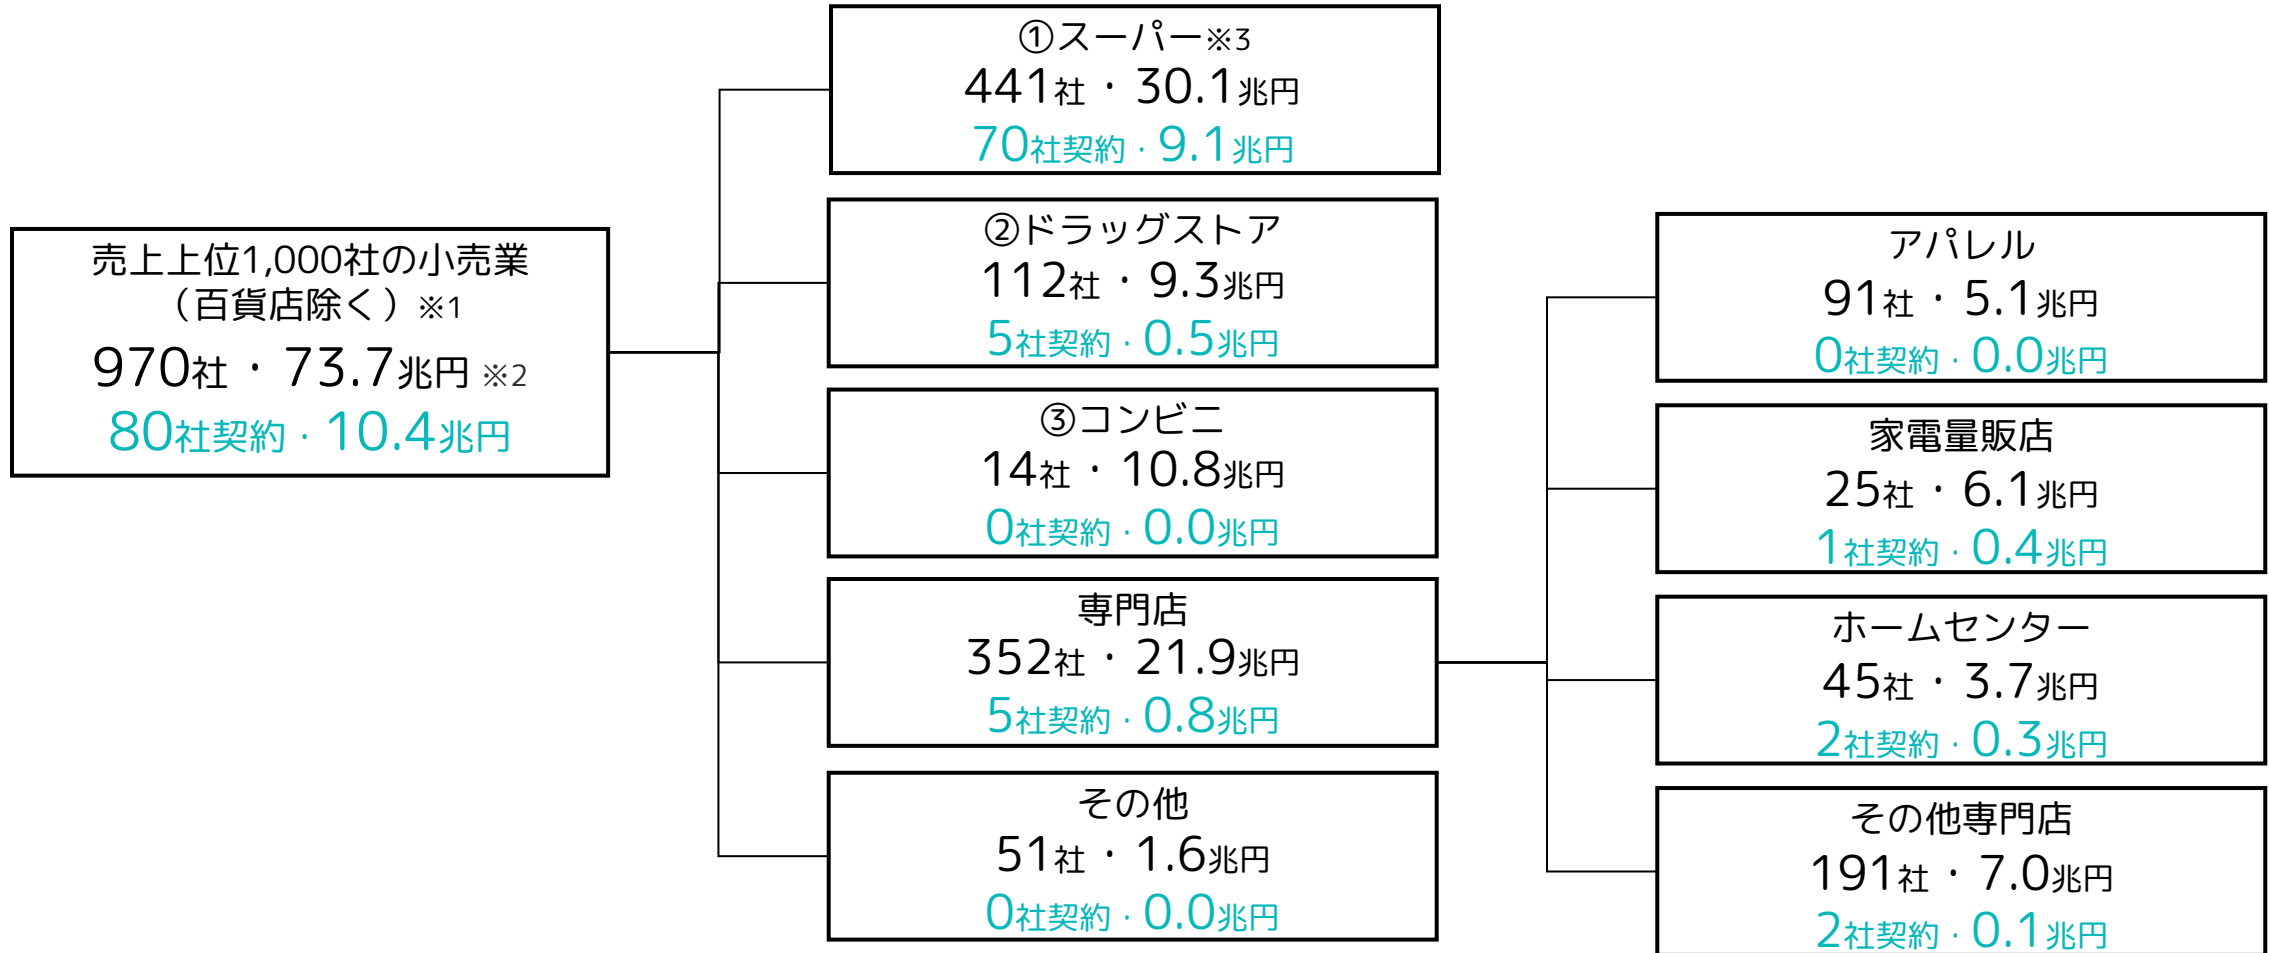 売上上位1,000社の小売業
（百貨店除く）※1
970社・73.7兆円 ※2
80社契約・10.4兆円
①スーパー※3
441社・30.1兆円
70社契約・9.1兆円
②ドラッグストア
112社・9.3兆円
5社契約・0.5兆円
③コンビニ
14社・10.8兆円
0社契約・0.0兆円
専門店
352社・21.9兆円
5社契約・0.8兆円
その他
51社・1.6兆円
0社契約・0.0兆円
アパレル
91社・5.1兆円
0社契約・0.0兆円
家電量販店
25社・6.1兆円
1社契約・0.4兆円
ホームセンター
45社・3.7兆円
2社契約・0.3兆円
その他専門店
191社・7.0兆円
2社契約・0.1兆円